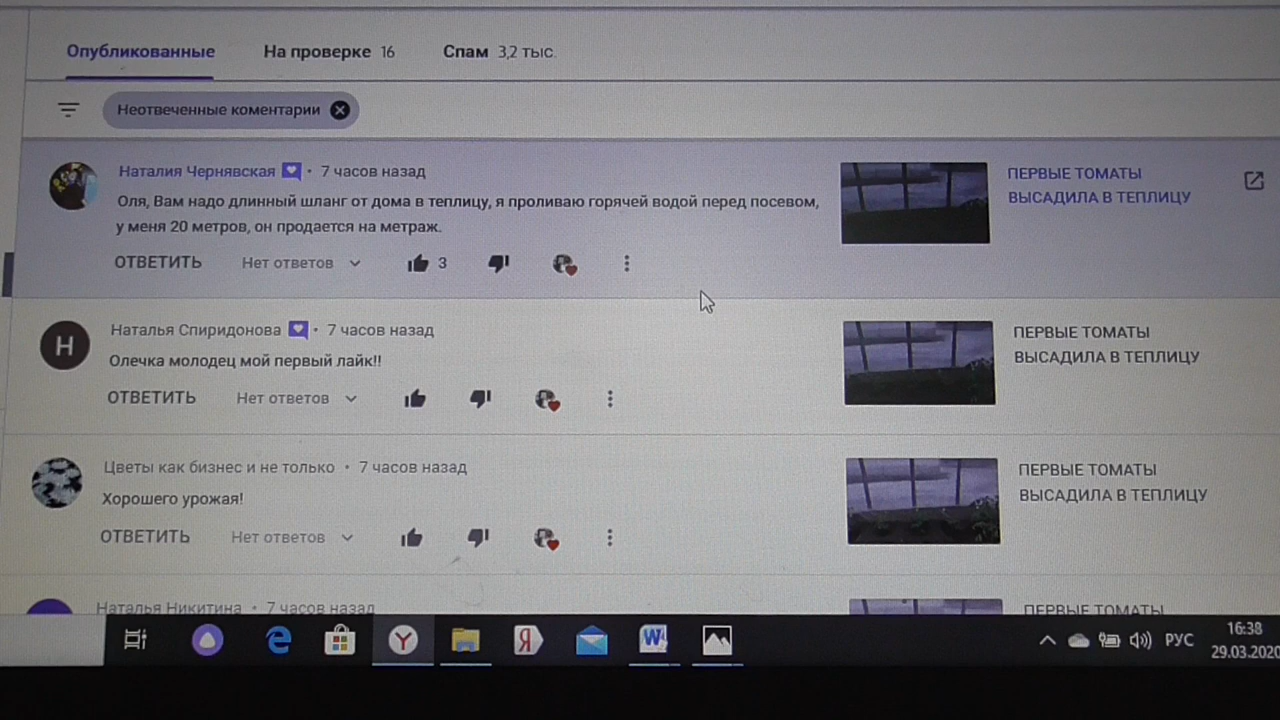 Опубликованные На проверке 16 Спам 3,2 тыс.
Неотвеченные коментарии
Наталия Чернявская · 7 часов назад
Оля, Вам надо длинный шланг от дома в теплицу, я проливаю горячей водой перед посевом,
у меня 20 метров, он продается на метраж.
ОТВЕТИТЬ Нет ответов 3
ПЕРВЫЕ ТОМАТЫ
ВЫСАДИЛА В ТЕПЛИЦУ
Н
Наталья Спиридонова · 7 часов назад
Олечка молодец мой первый лайк!!
ОТВЕТИТЬ Нет ответов
ПЕРВЫЕ ТОМАТЫ
ВЫСАДИЛА В ТЕПЛИЦУ
Цветы как бизнес и не только · 7 часов назад
Хорошего урожая!
ОТВЕТИТЬ Нет ответов
ПЕРВЫЕ ТОМАТЫ
ВЫСАДИЛА В ТЕПЛИЦУ
Наталья Никитина · 7 часов назад
ПЕРВЫЕ ТОМАТЫ
Y Я W РУС
16:38
29.03.2020